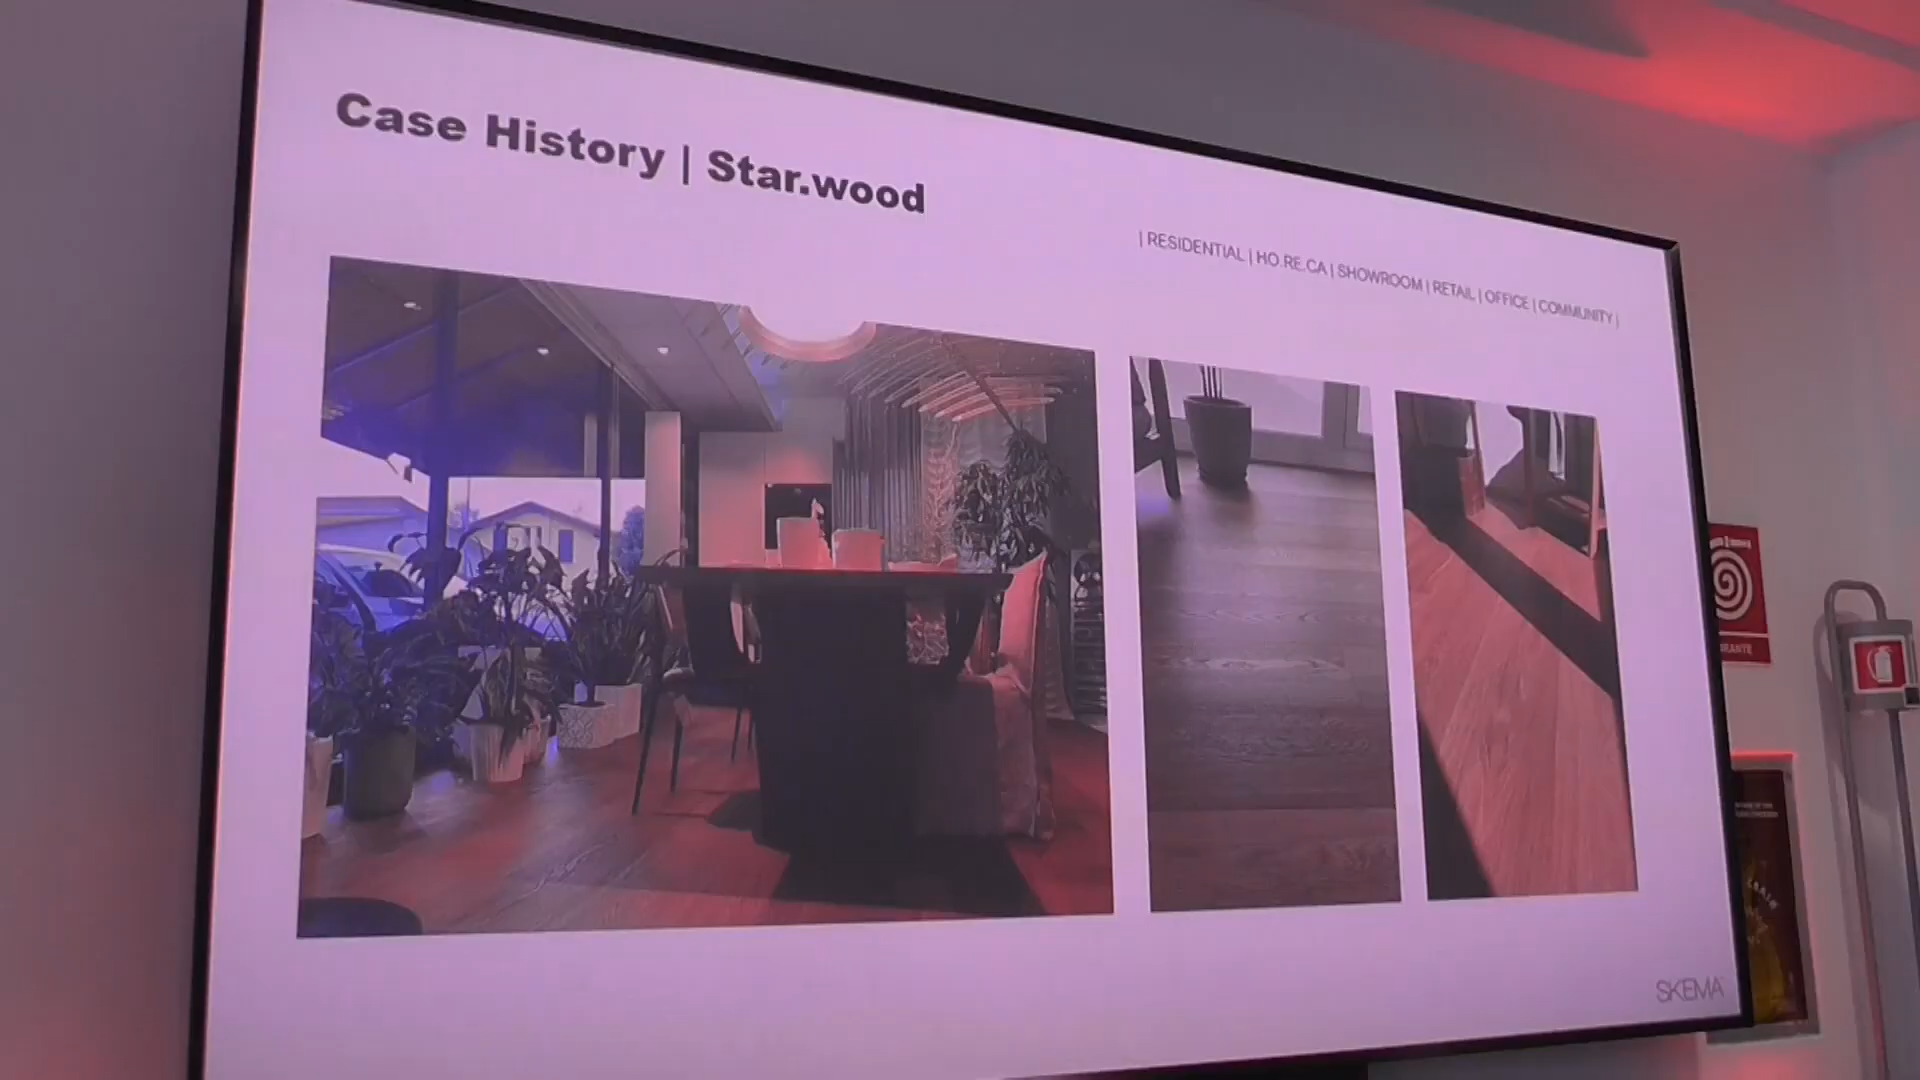 Case History | Star.wood
| RESIDENTIAL | HO.RE.CA | SHOWROOM | RETAIL | OFFICE | COMMUNITY |
SKEMA